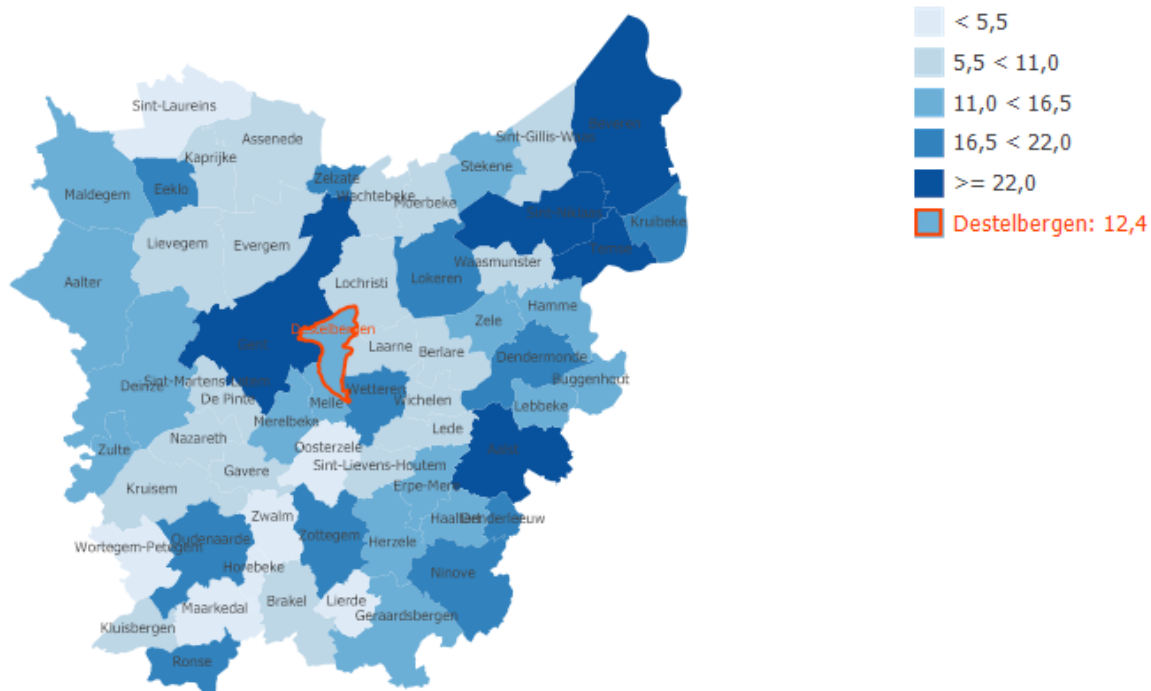 < 5,5
5,5 < 11,0
11,0 < 16,5
16,5 < 22,0
>= 22,0
Destelbergen: 12,4
Sint-Laureins
Assenede
Kaprijke
Sint-Gillis-Waas
Beveren
Stekene
Zelzate
Eeklo
Maldegem
Wachtebeke
Moerbeke
Sint-Niklaas
Kruibeke
Lievegem
Evergem
Temse
Waasmunster
Aalter
Lochristi
Lokeren
Hamme
Zele
Destelbergen
Gent
Laarne
Berlare
Dendermonde
Buggenhout
Deinze
Sint-Martens-Latem
De Pinte
Wetteren
Melle
Wichelen
Lebbeke
Merelbeke
Lede
Nazareth
Zulte
Oosterzele
Aalst
Sint-Lievens-Houtem
Gavere
Kruisem
Erpe-Mere
Zwalm
Haaltert
Denderleeuw
Oudenaarde
Zottegem
Herzele
Wortegem-Petegem
Horebeke
Ninove
Maarkedal
Brakel
Lierde
Geraardsbergen
Kluisbergen
Ronse